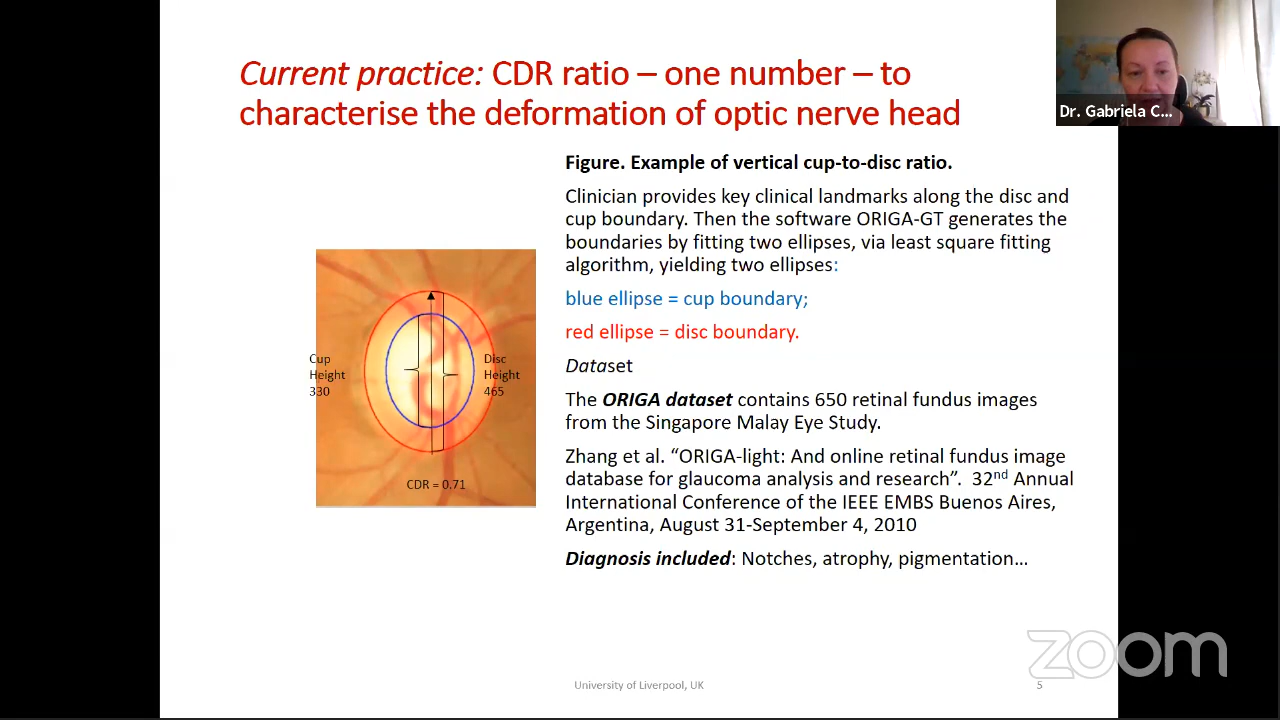 Current practice: CDR ratio – one number – to
characterise the deformation of optic nerve head
Dr. Gabriela C...
Figure. Example of vertical cup-to-disc ratio.
Clinician provides key clinical landmarks along the disc and
cup boundary. Then the software ORIGA-GT generates the
boundaries by fitting two ellipses, via least square fitting
algorithm, yielding two ellipses:
blue ellipse = cup boundary;
red ellipse = disc boundary.
Cup
Height
330
Disc
Height
465
CDR = 0.71
Dataset
The ORIGA dataset contains 650 retinal fundus images
from the Singapore Malay Eye Study.
Zhang et al. “ORIGA-light: And online retinal fundus image
database for glaucoma analysis and research”. 32nd Annual
International Conference of the IEEE EMBS Buenos Aires,
Argentina, August 31-September 4, 2010
Diagnosis included: Notches, atrophy, pigmentation…
zoom
University of Liverpool, UK
5